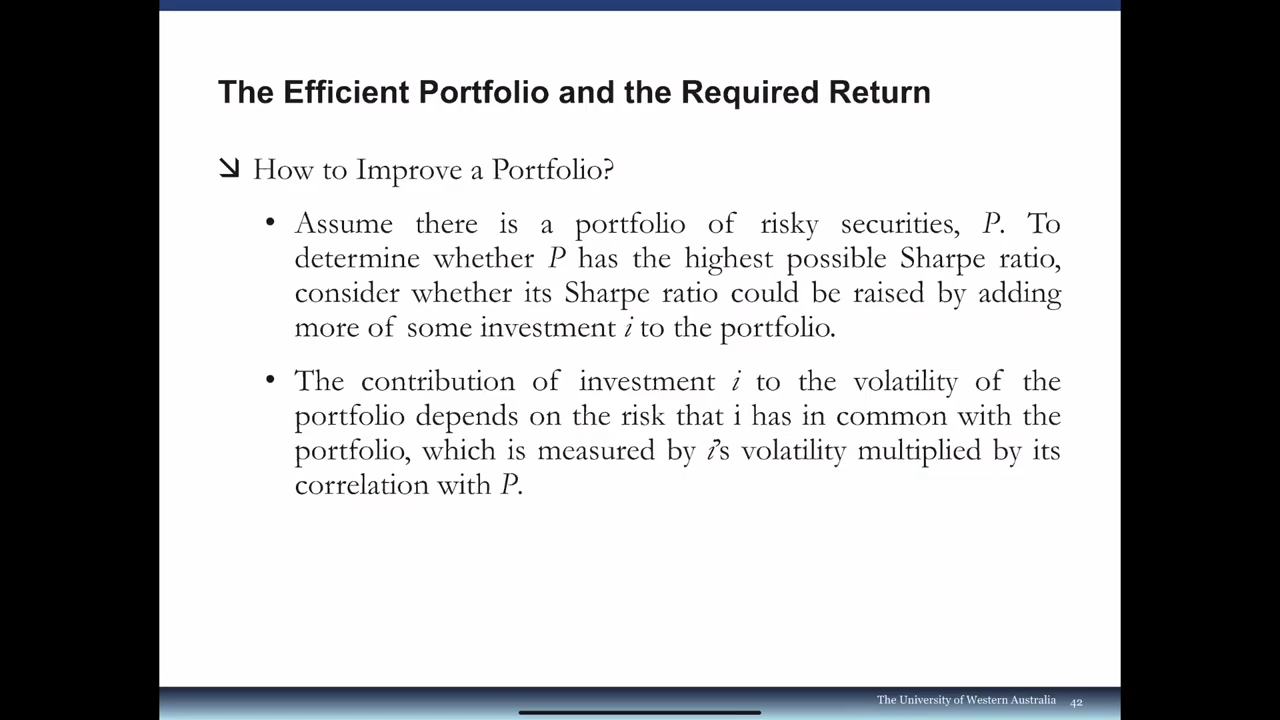 The Efficient Portfolio and the Required Return
How to Improve a Portfolio?
• Assume there is a portfolio of risky securities, P. To
determine whether P has the highest possible Sharpe ratio,
consider whether its Sharpe ratio could be raised by adding
more of some investment i to the portfolio.
• The contribution of investment i to the volatility of the
portfolio depends on the risk that i has in common with the
portfolio, which is measured by i’s volatility multiplied by its
correlation with P.
The University of Western Australia 42